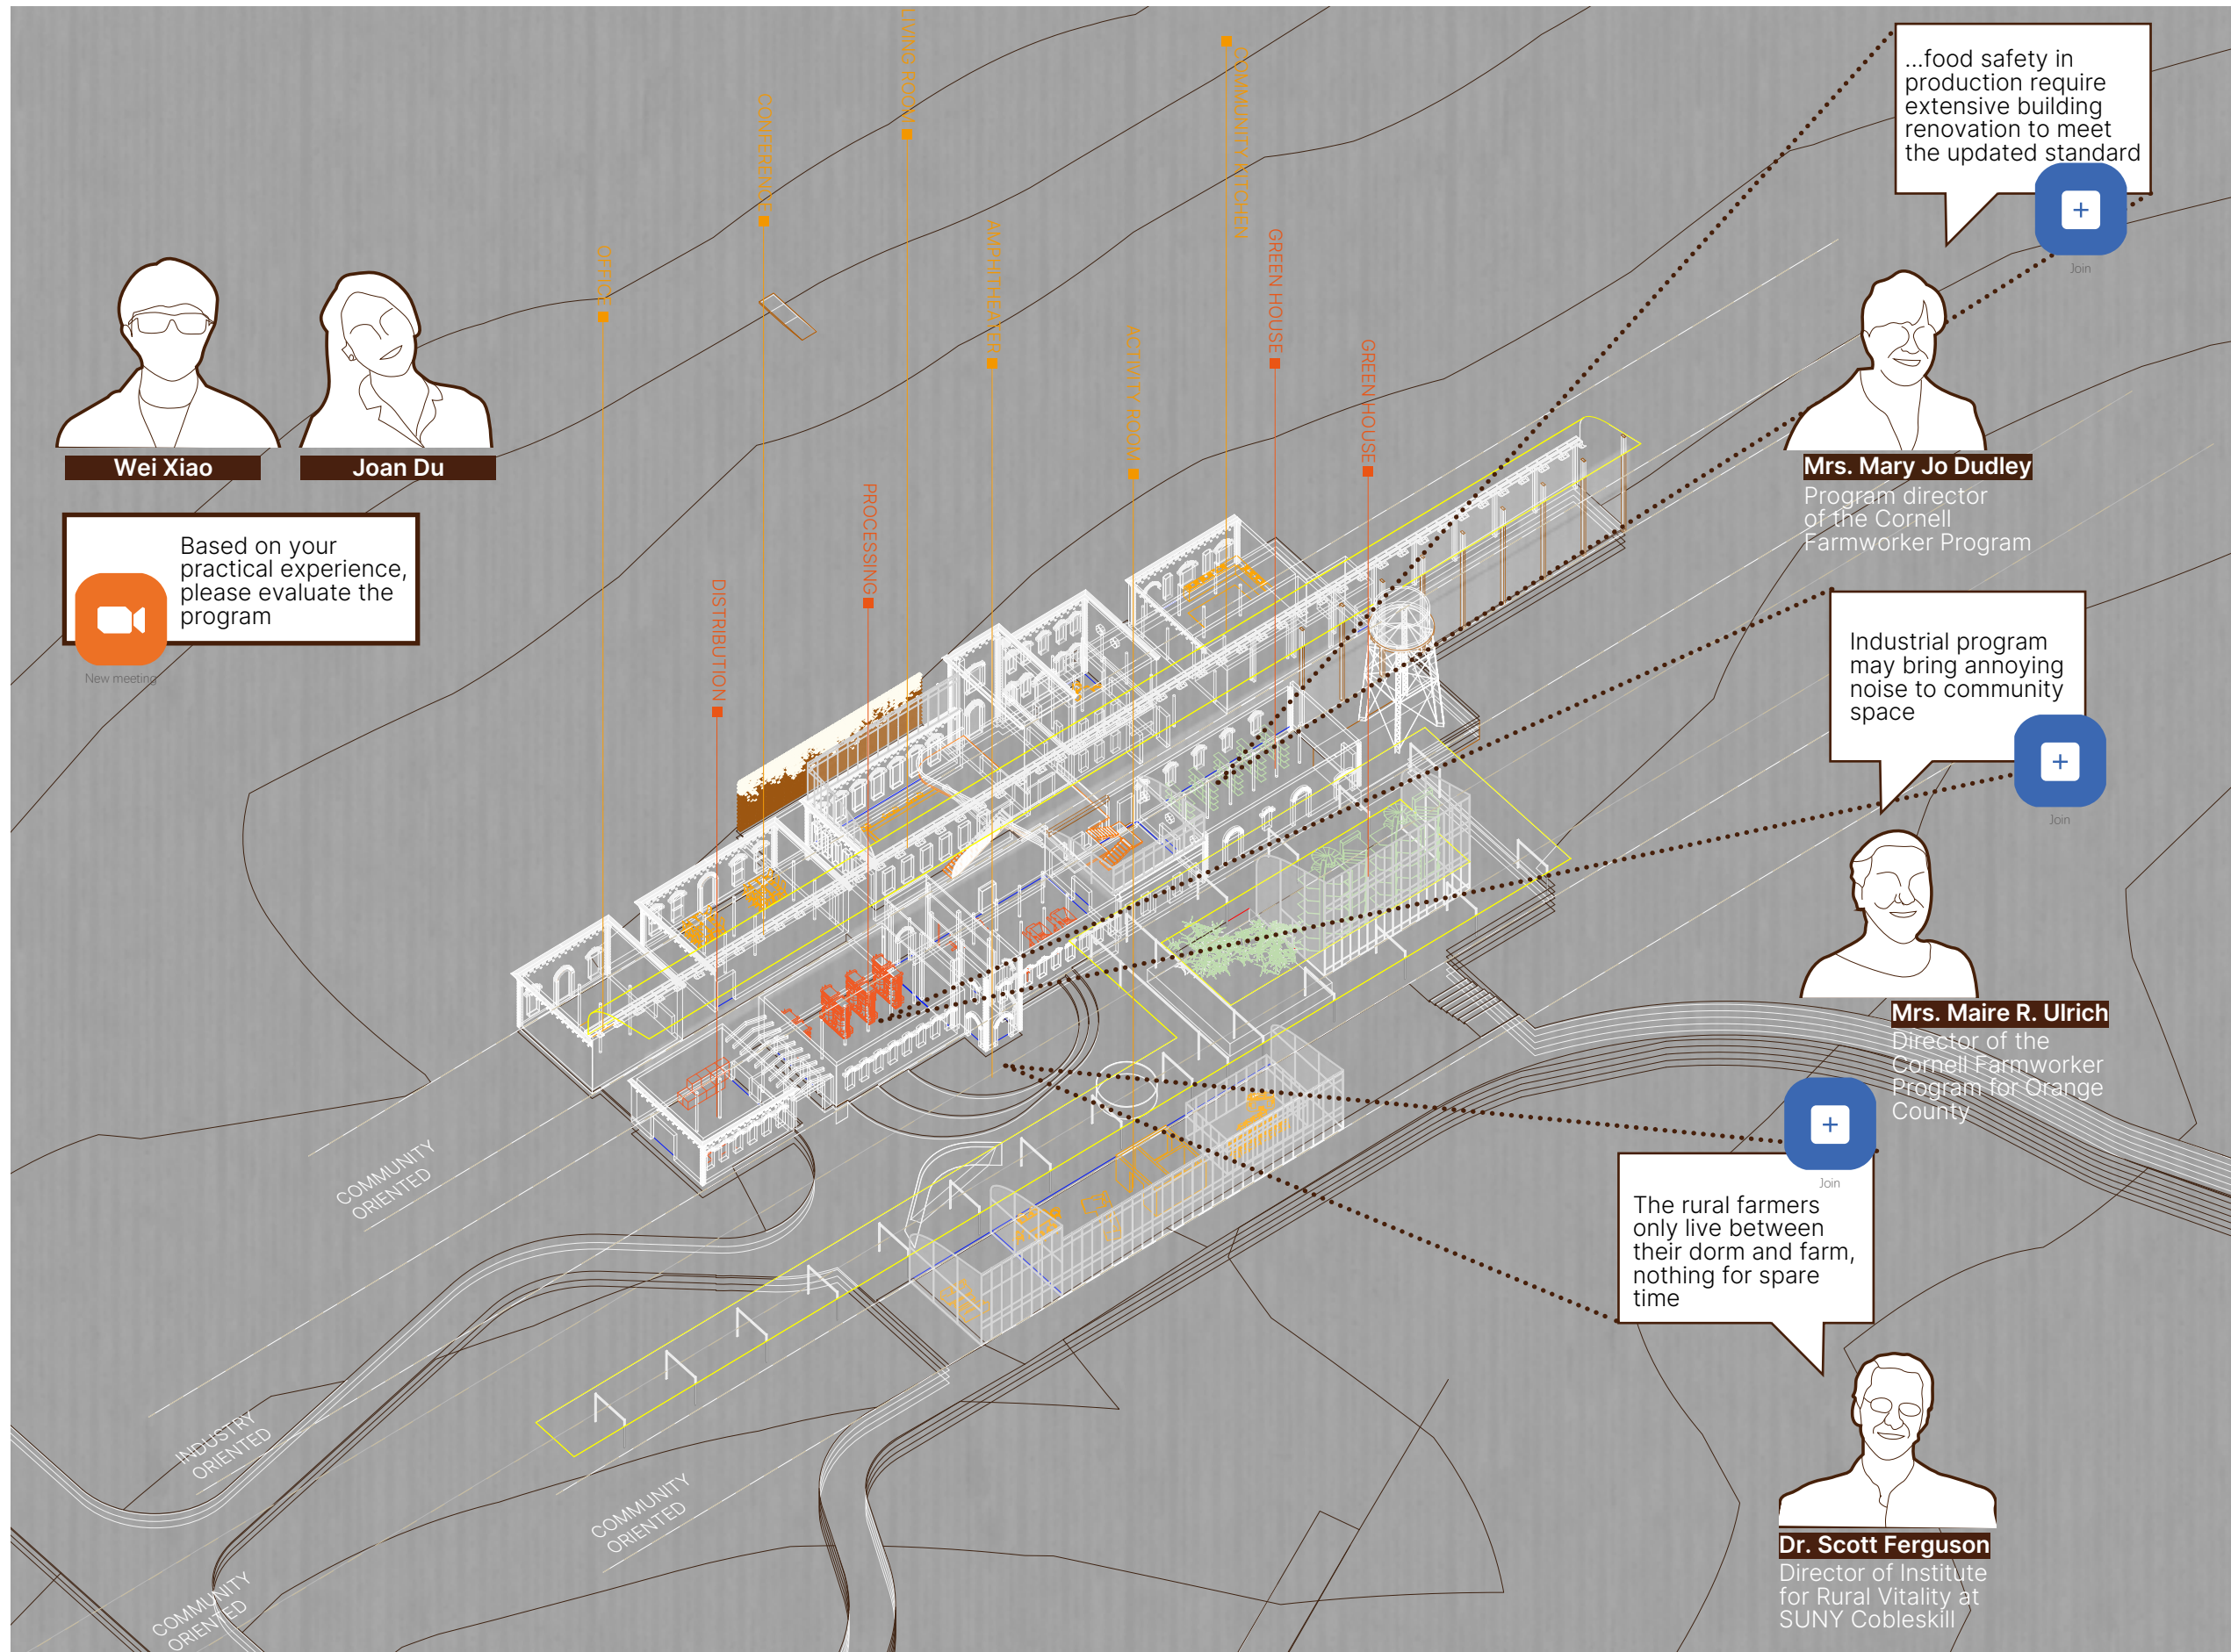 LIVING ROOM
COMMUNITY KITCHEN
CONFERENCE
OFFICE
AMPHITHEATER
GREEN HOUSE
ACTIVITY ROOM
GREEN HOUSE
PROCESSING
DISTRIBUTION
Wei Xiao
Joan Du
Based on your
practical experience,
please evaluate the
program
New meeting
...food safety in
production require
extensive building
renovation to meet
the updated standard
Join
Mrs. Mary Jo Dudley
Program director
of the Cornell
Farmworker Program
Industrial program
may bring annoying
noise to community
space
Join
Mrs. Maire R. Ulrich
Director of the
Cornell Farmworker
Program for Orange
County
Join
The rural farmers
only live between
their dorm and farm,
nothing for spare
time
Dr. Scott Ferguson
Director of Institute
for Rural Vitality at
SUNY Cobleskill
COMMUNITY
ORIENTED
INDUSTRY
ORIENTED
COMMUNITY
ORIENTED
COMMUNITY
ORIENTED